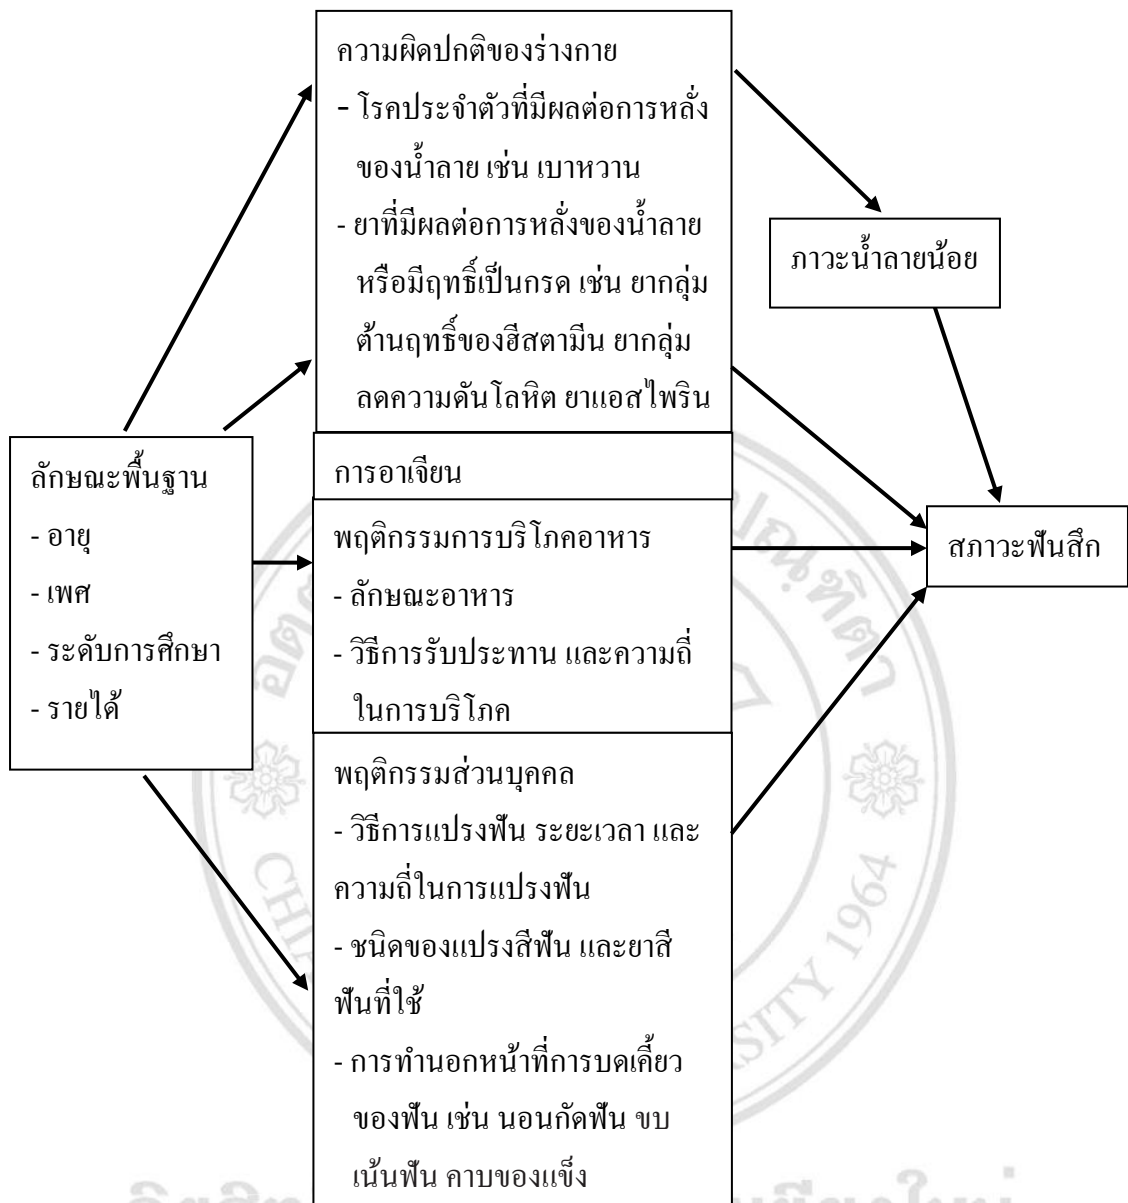 ความผิดปกติของร่างกาย
- โรคประจำตัวที่มีผลต่อการหลั่ง
ของน้ำลาย เช่น เบาหวาน
- ยาที่มีผลต่อการหลั่งของน้ำลาย
หรือมีฤทธิ์เป็นกรด เช่น ยากลุ่ม
ต้านฤทธิ์ของฮีสตามีน ยากลุ่ม
ลดความดันโลหิต ยาแอสไพริน
ภาวะน้ำลายน้อย
ลักษณะพื้นฐาน
- อายุ
- เพศ
- ระดับการศึกษา
- รายได้
การอาเจียน
พฤติกรรมการบริโภคอาหาร
- ลักษณะอาหาร
- วิธีการรับประทาน และความถี่
ในการบริโภค
สภาวะฟันสึก
พฤติกรรมส่วนบุคคล
- วิธีการแปรงฟัน ระยะเวลา และ
ความถี่ในการแปรงฟัน
- ชนิดของแปรงสีฟัน และยาสี
ฟันที่ใช้
- การทำนอกหน้าที่การบดเคี้ยว
ของฟัน เช่น นอนกัดฟัน ขบ
เน้นฟัน คาบของแข็ง
1964